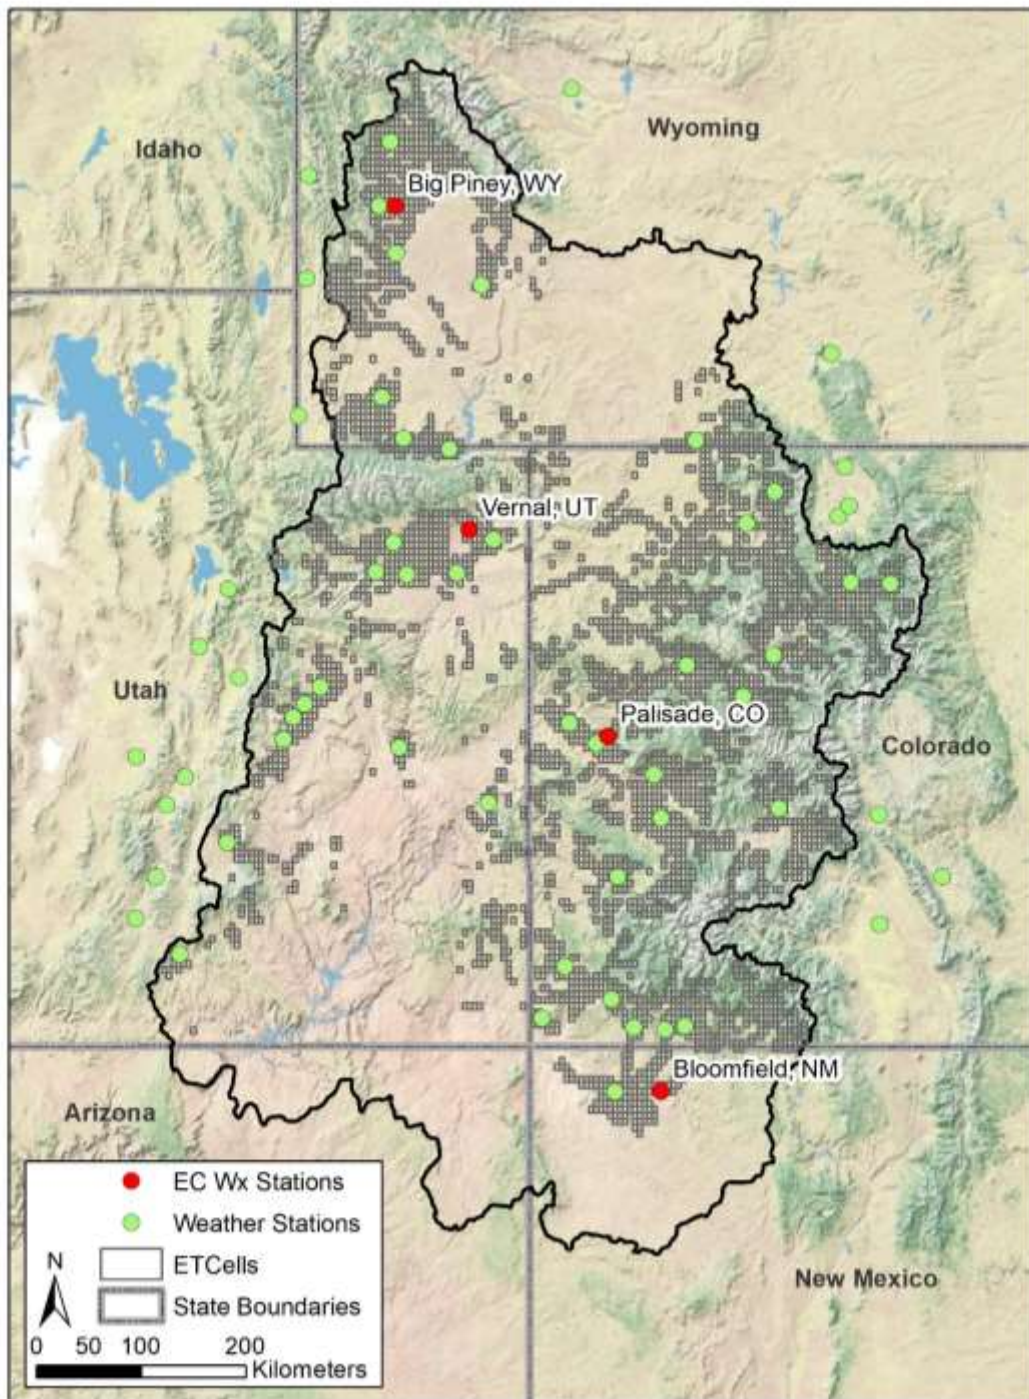 Idaho
Wyoming
Big Piney, WY
Vernal, UT
Utah
Palisade, CO
Colorado
Bloomfield, NM
Arizona
New Mexico
EC Wx Stations
Weather Stations
ETCells
State Boundaries
N
0 50 100 200
Kilometers